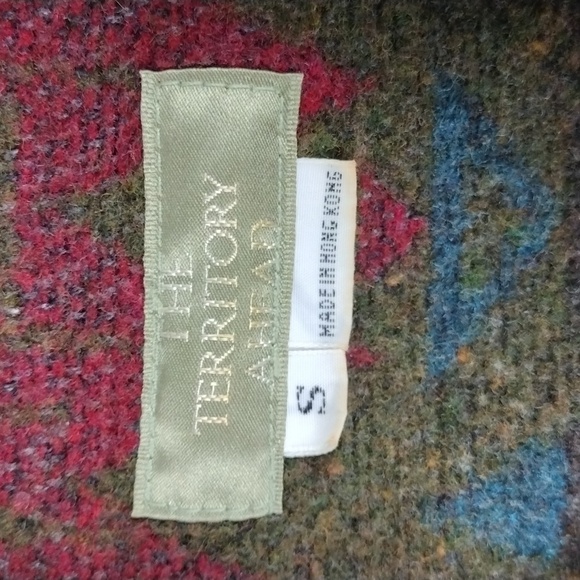 THE
TERRITORY
AHEAD
MADE IN HONG KONG
S